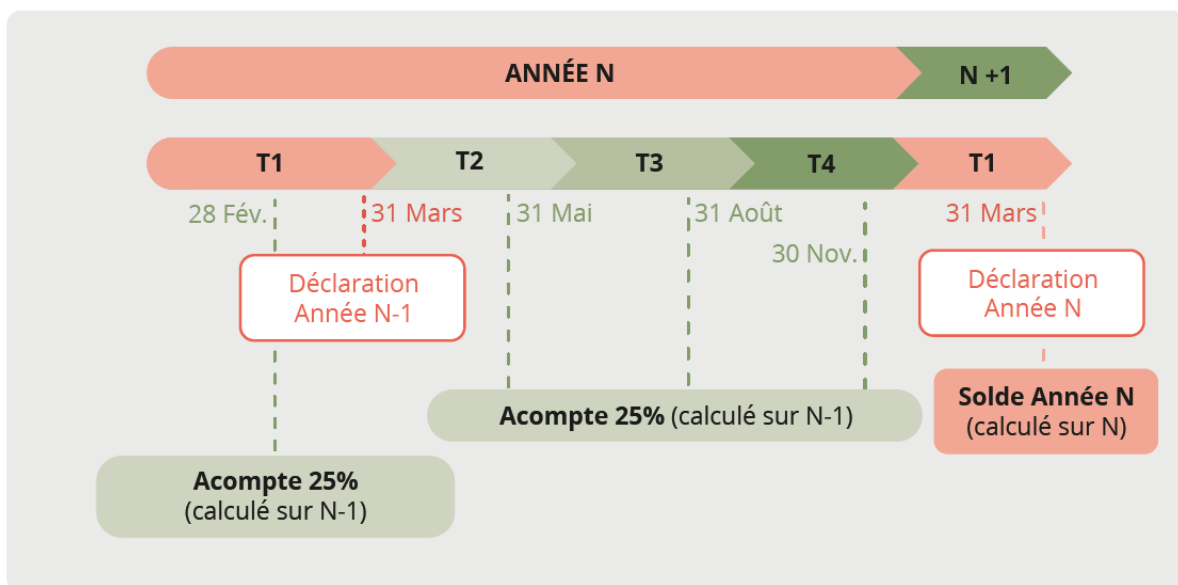 ANNÉE N
N +1
T1
T2
T3
T4
T1
28 Fév.
31 Mars
31 Mai
31 Août
30 Nov.
31 Mars
Déclaration
Année N-1
Déclaration
Année N
Acompte 25% (calculé sur N-1)
Solde Année N
(calculé sur N)
Acompte 25%
(calculé sur N-1)